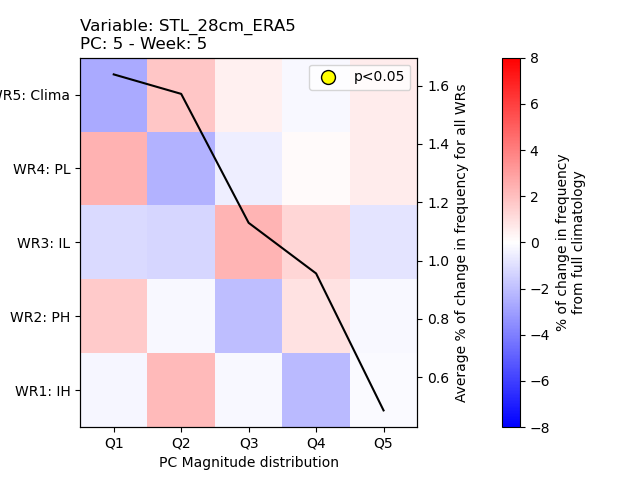 Variable: STL_28cm_ERA5
PC: 5 - Week: 5
p<0.05
WR5: Clima
WR4: PL
WR3: IL
WR2: PH
WR1: IH
Q1 Q2 Q3 Q4 Q5
PC Magnitude distribution
1.6
1.4
1.2
1.0
0.8
0.6
Average % of change in frequency for all WRs
8
6
4
2
0
−2
−4
−6
−8
% of change in frequency
from full climatology